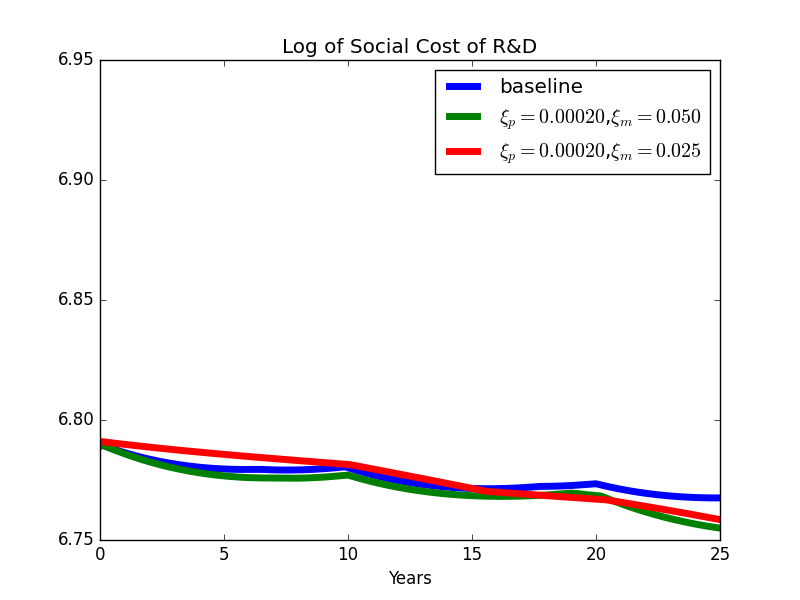 Log of Social Cost of R&D
6.95
baseline
ξₚ = 0.00020,ξₘ = 0.050
ξₚ = 0.00020,ξₘ = 0.025
6.90
6.85
6.80
6.75
0 5 10 15 20 25
Years